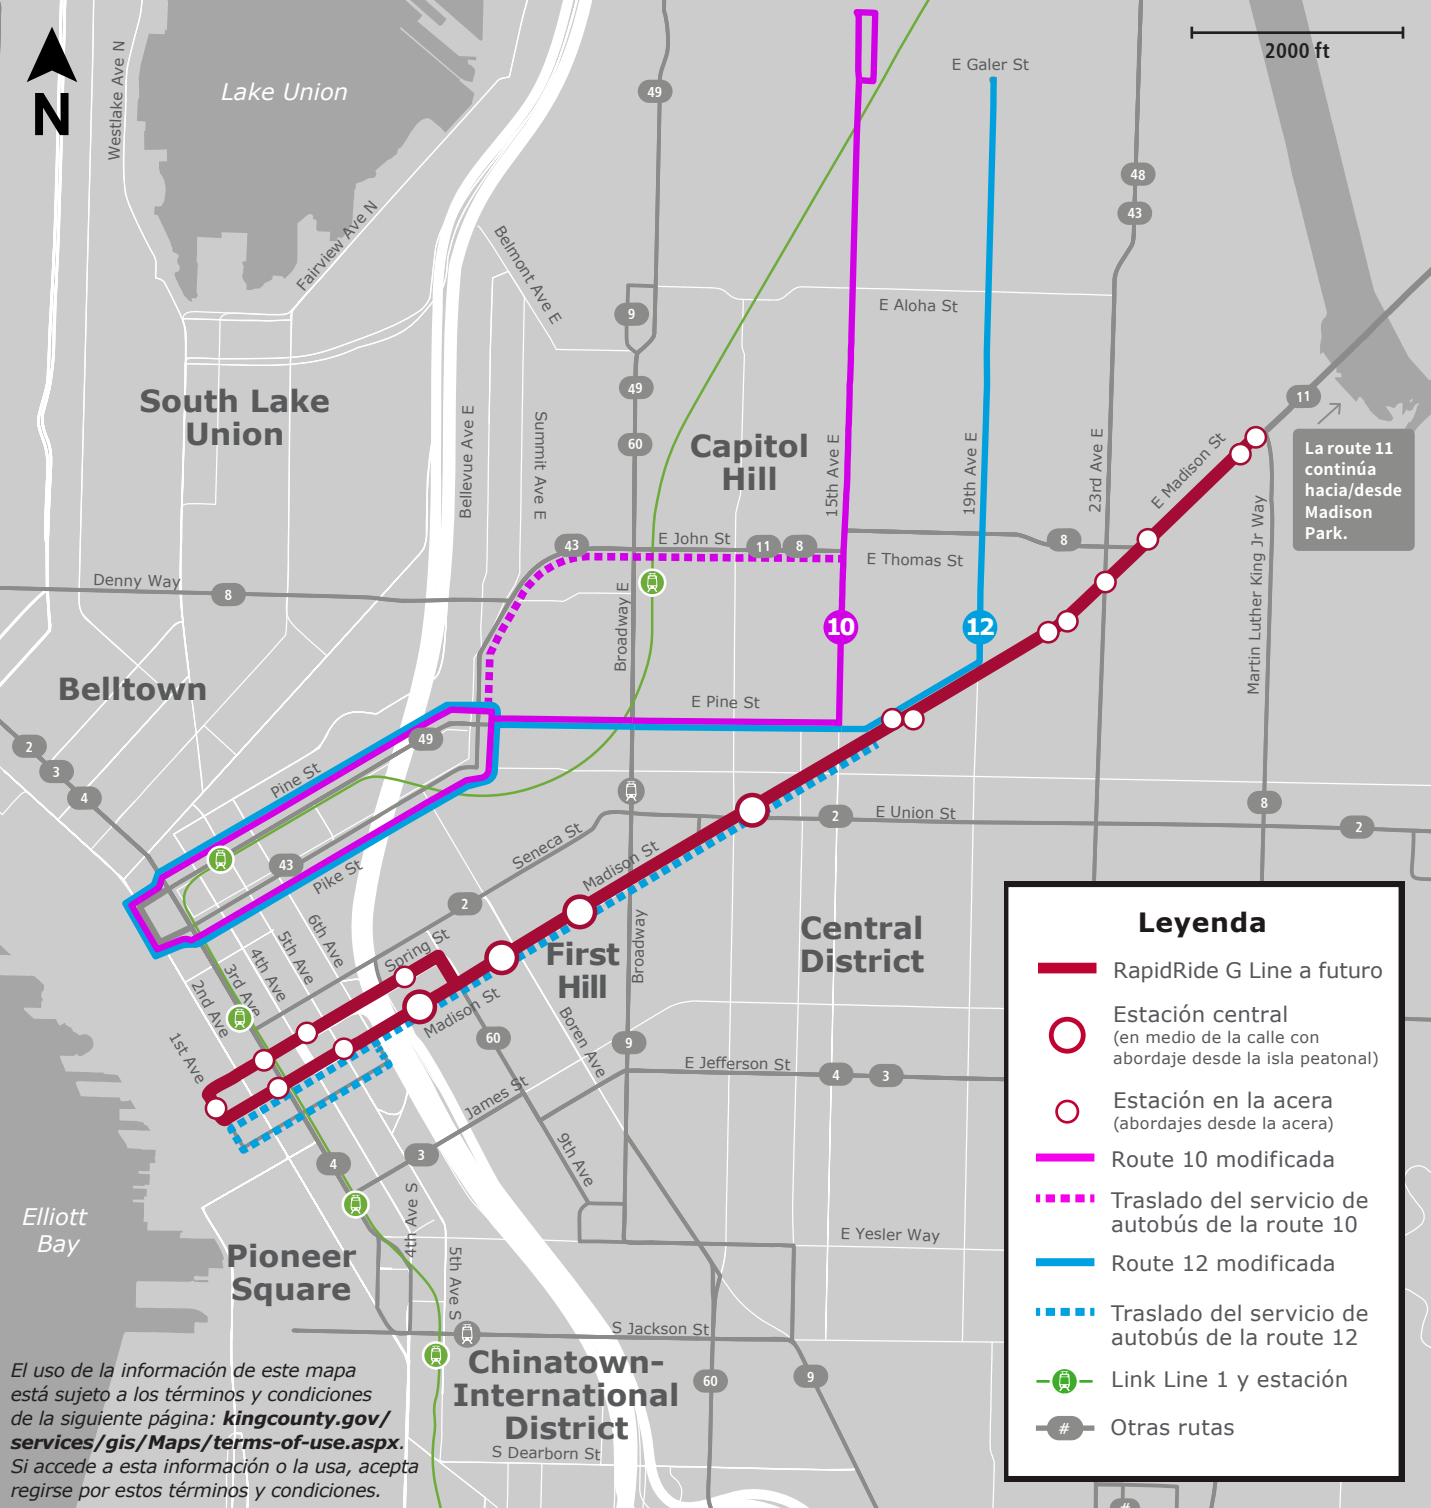 N
2000 ft
Lake Union
Westlake Ave N
Fairview Ave N
Belmont Ave E
E Galer St
49
48
43
E Aloha St
9
49
60
11
South Lake
Union
Bellevue Ave E
Summit Ave E
Capitol
Hill
15th Ave E
19th Ave E
23rd Ave E
E Madison St
La route 11
continúa
hacia/desde
Madison
Park.
Martin Luther King Jr Way
43
E John St
11
8
E Thomas St
8
Denny Way
8
Broadway E
10
12
Belltown
E Pine St
49
2
3
4
Pine St
43
Pike St
Seneca St
Madison St
2
E Union St
8
2
2
6th Ave
5th Ave
4th Ave
3rd Ave
2nd Ave
1st Ave
Spring St
Madison St
First
Hill
Broadway
Central
District
60
Boren Ave
9
E Jefferson St
4
3
James St
3
4
9th Ave
Elliott
Bay
Pioneer
Square
4th Ave S
5th Ave S
E Yesler Way
S Jackson St
Chinatown-
International
District
60
9
S Dearborn St
El uso de la información de este mapa
está sujeto a los términos y condiciones
de la siguiente página: kingcounty.gov/
services/gis/Maps/terms-of-use.aspx.
Si accede a esta información o la usa, acepta
regirse por estos términos y condiciones.
Leyenda
RapidRide G Line a futuro
Estación central
(en medio de la calle con
abordaje desde la isla peatonal)
Estación en la acera
(abordajes desde la acera)
Route 10 modificada
Traslado del servicio de
autobús de la route 10
Route 12 modificada
Traslado del servicio de
autobús de la route 12
Link Line 1 y estación
#
Otras rutas
#